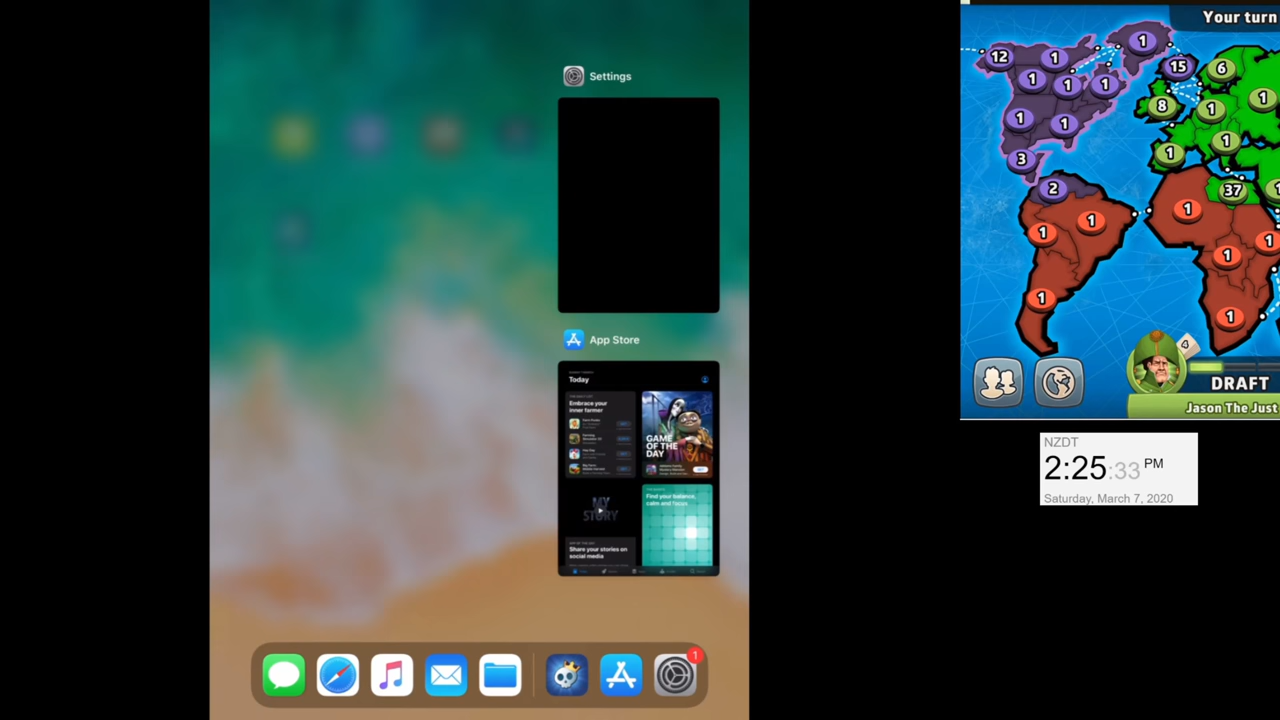 Settings
App Store
Today
Embrace your
inner farmer
GAME
OF THE
DAY
MY
STORY
Find your balance,
calm and focus
Share your stories on
social media
1
Your turn
12
1
1
15
6
1
1
1
1
8
1
1
1
1
1
3
1
2
37
1
1
1
1
1
1
1
1
4
DRAFT
Jason The Just
NZDT
2:25:33 PM
Saturday, March 7, 2020